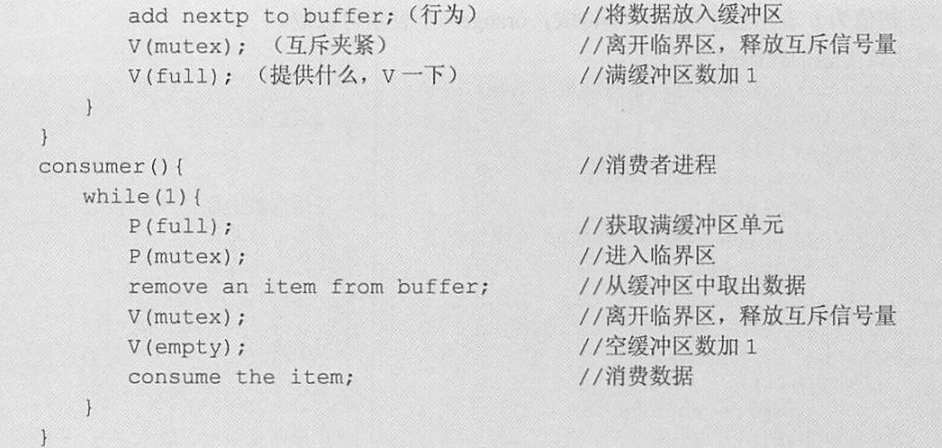 add nextp to buffer;(行为) //将数据放入缓冲区
V(mutex); (互斥夹紧) //离开临界区，释放互斥信号量
V(full); (提供什么，V一下) //满缓冲区数加1
}
}
consumer(){ //消费者进程
while(1){
P(full); //获取满缓冲区单元
P(mutex); //进入临界区
remove an item from buffer; //从缓冲区中取出数据
V(mutex); //离开临界区，释放互斥信号量
V(empty); //空缓冲区数加1
consume the item; //消费数据
}
}